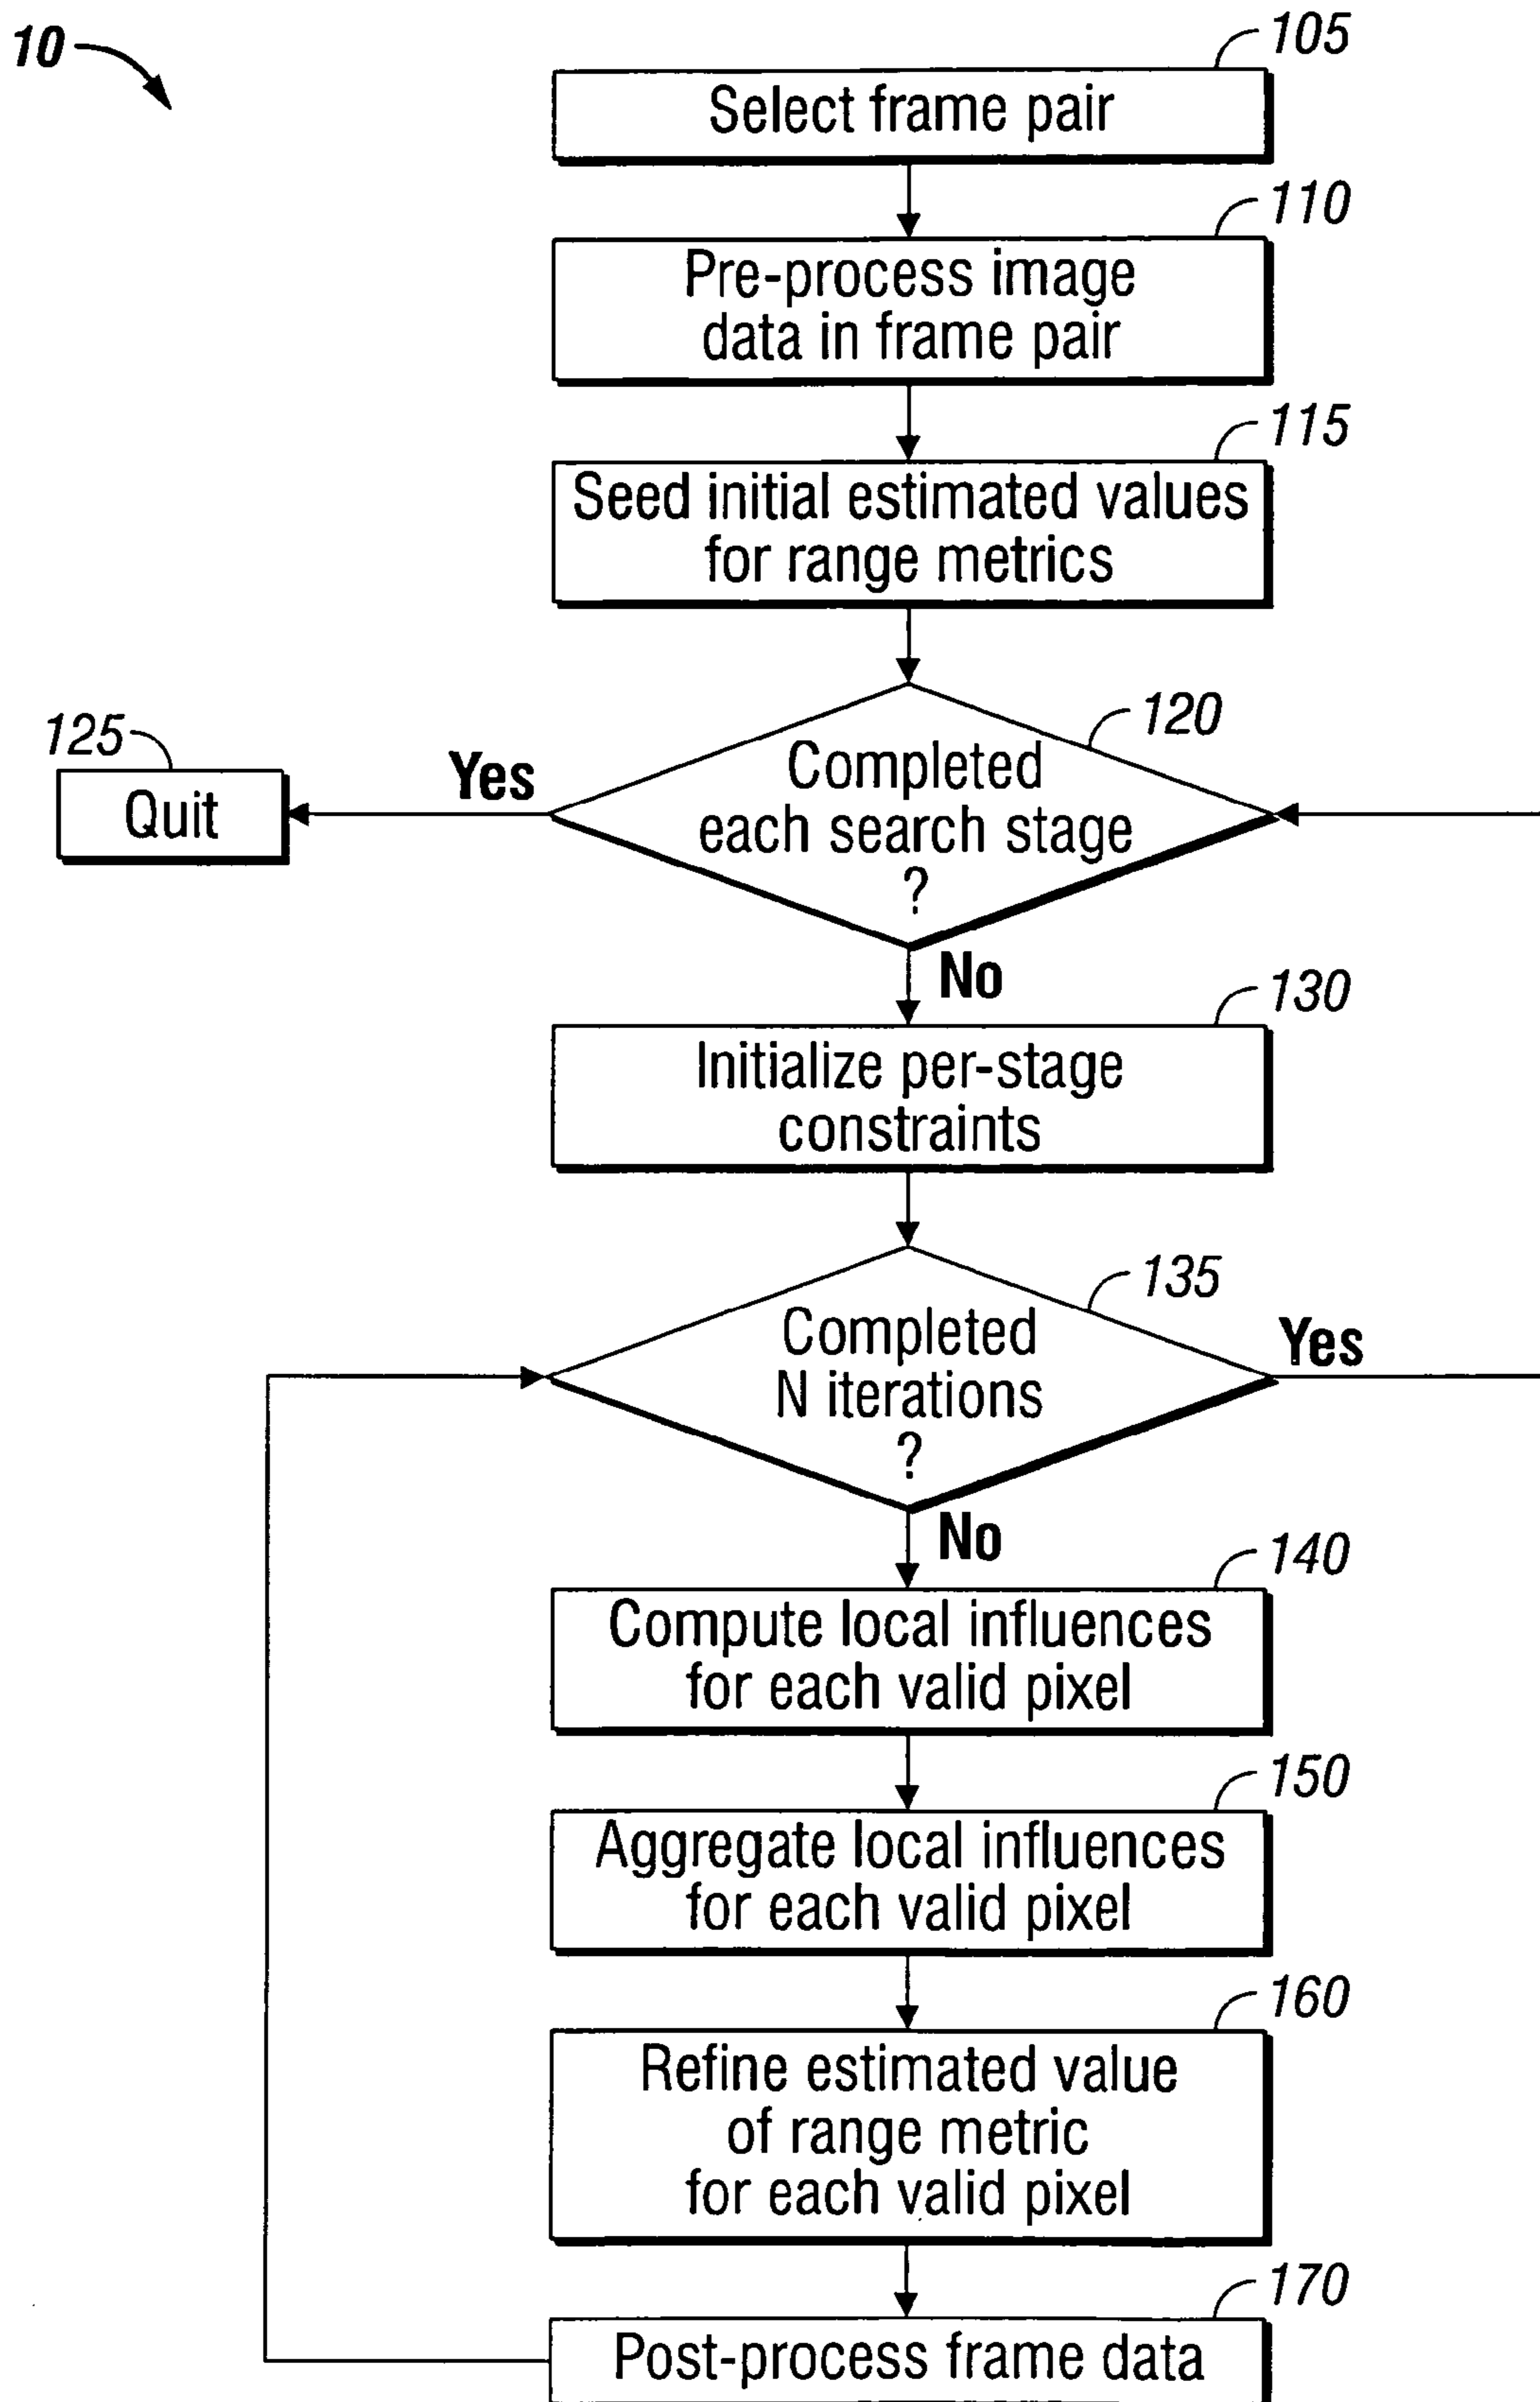 10
105
Select frame pair
110
Pre-process image
data in frame pair
115
Seed initial estimated values
for range metrics
120
Completed
each search stage
?
125
Quit
Yes
No
130
Initialize per-stage
constraints
135
Completed
N iterations
?
Yes
No
140
Compute local influences
for each valid pixel
150
Aggregate local influences
for each valid pixel
160
Refine estimated value
of range metric
for each valid pixel
170
Post-process frame data